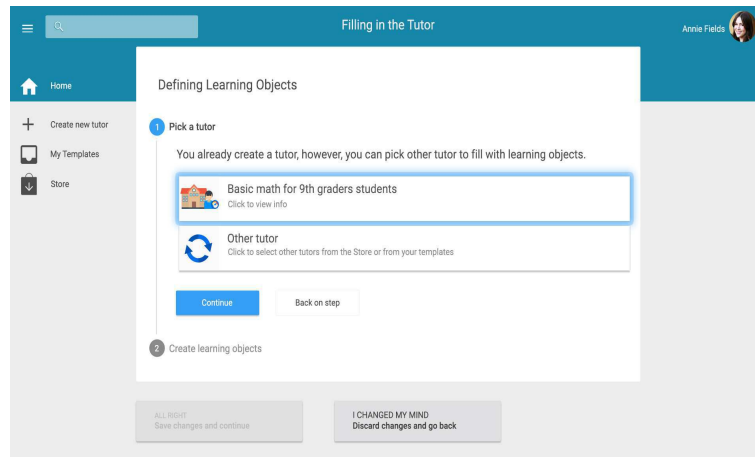 Filling in the Tutor
Annie Fields
Home
Create new tutor
My Templates
Store
Defining Learning Objects
1 Pick a tutor
You already create a tutor, however, you can pick other tutor to fill with learning objects.
Basic math for 9th graders students
Click to view info
Other tutor
Click to select other tutors from the Store or from your templates
Continue
Back on step
2 Create learning objects
ALL RIGHT
Save changes and continue
I CHANGED MY MIND
Discard changes and go back